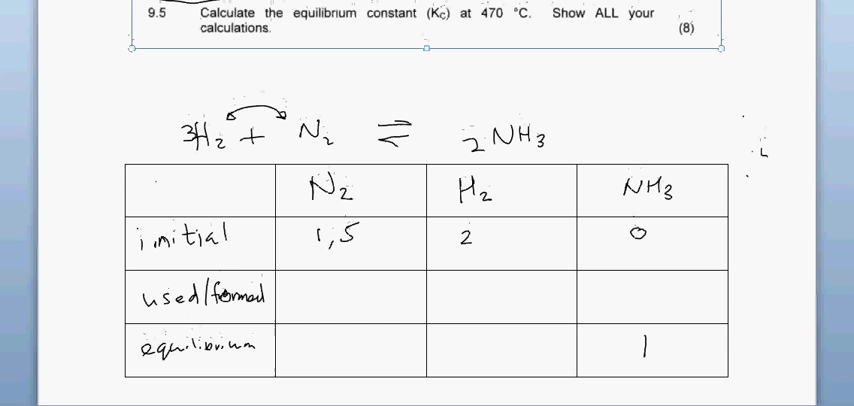 9.5 Calculate the equilibrium constant (Kc) at 470 °C. Show ALL your
calculations. (8)
3H₂ + N₂ ⇌ 2NH₃
N₂ H₂ NH₃
initial 1,5 2 0
used/formed
equilibrium 1